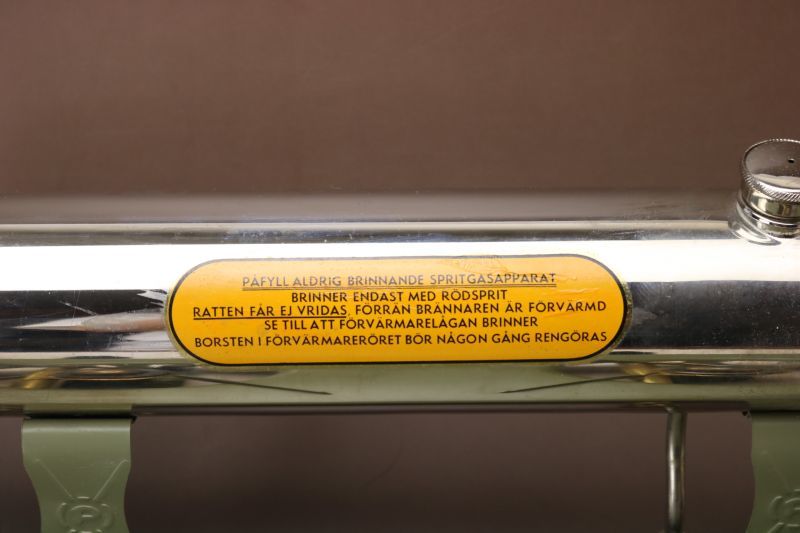 PÅFYLL ALDRIG BRINNANDE SPRITGASAPPARAT
BRINNER ENDAST MED RÖDSPRIT
RATTEN FÅR EJ VRIDAS, FÖRRÄN BRÄNNAREN ÄR FÖRVÄRMD
SE TILL ATT FÖRVÄRMARELÅGAN BRINNER
BORSTEN I FÖRVÄRMARERÖRET BÖR NÅGON GÅNG RENGÖRAS